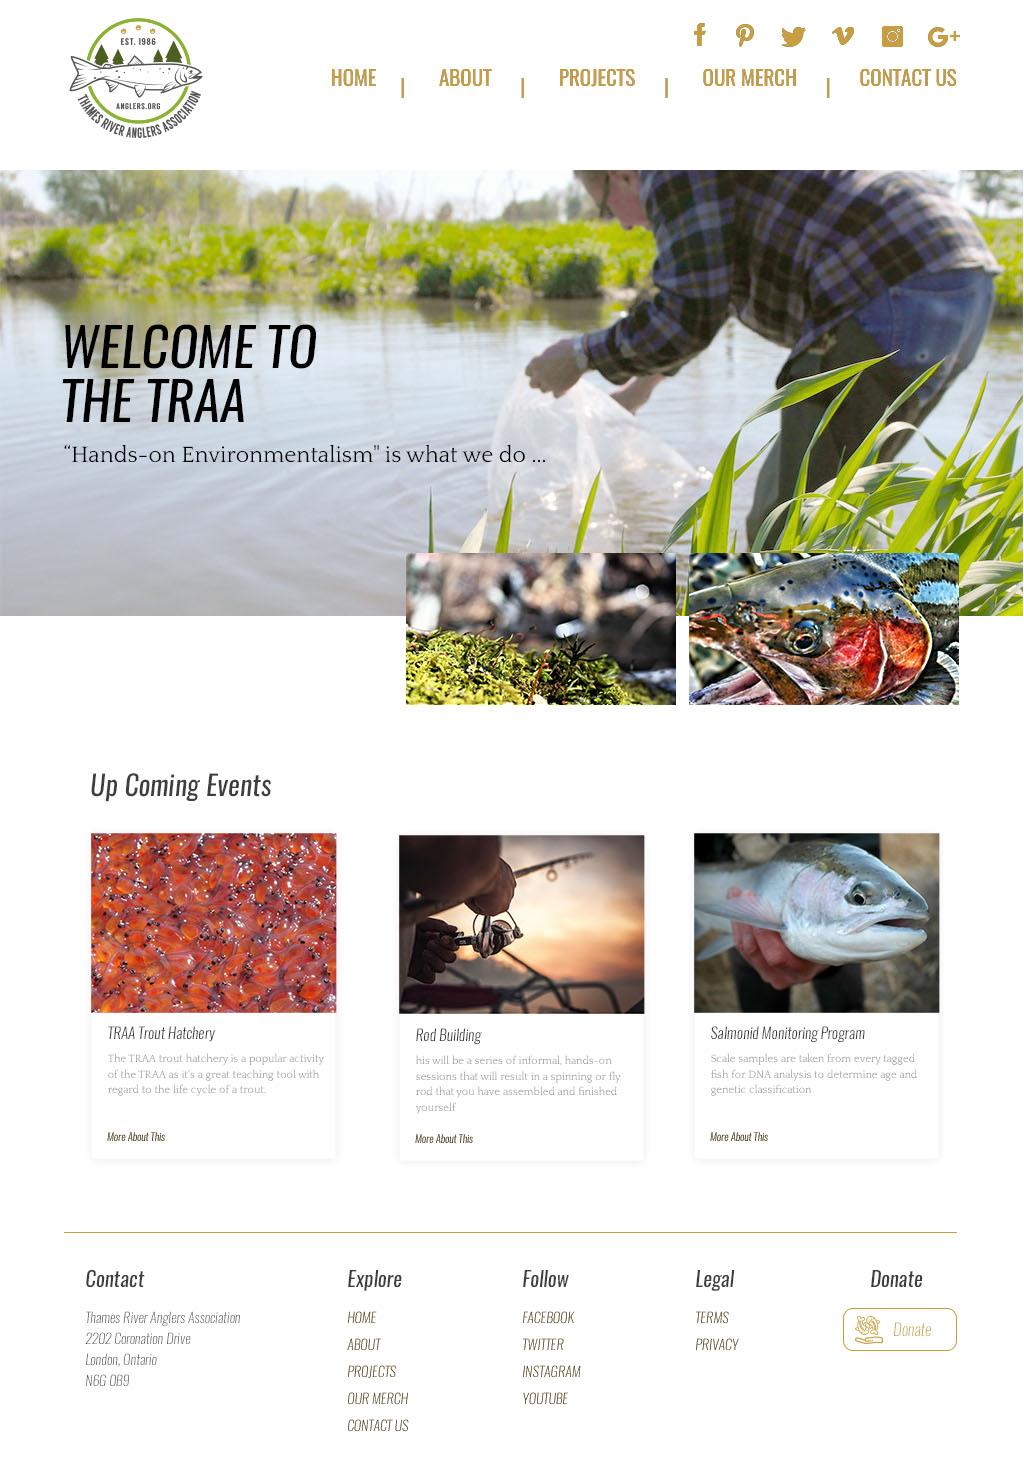 EST. 1986
ANGLERS.ORG
THAMES RIVER ANGLERS ASSOCIATION
HOME | ABOUT | PROJECTS | OUR MERCH | CONTACT US
WELCOME TO
THE TRAA
“Hands-on Environmentalism" is what we do ...
Up Coming Events
TRAA Trout Hatchery
The TRAA trout hatchery is a popular activity
of the TRAA as it's a great teaching tool with
regard to the life cycle of a trout.
More About This
Rod Building
his will be a series of informal, hands-on
sessions that will result in a spinning or fly
rod that you have assembled and finished
yourself
More About This
Salmonid Monitoring Program
Scale samples are taken from every tagged
fish for DNA analysis to determine age and
genetic classification
More About This
Contact
Thames River Anglers Association
2202 Coronation Drive
London, Ontario
N6G 0B9
Explore
HOME
ABOUT
PROJECTS
OUR MERCH
CONTACT US
Follow
FACEBOOK
TWITTER
INSTAGRAM
YOUTUBE
Legal
TERMS
PRIVACY
Donate
Donate